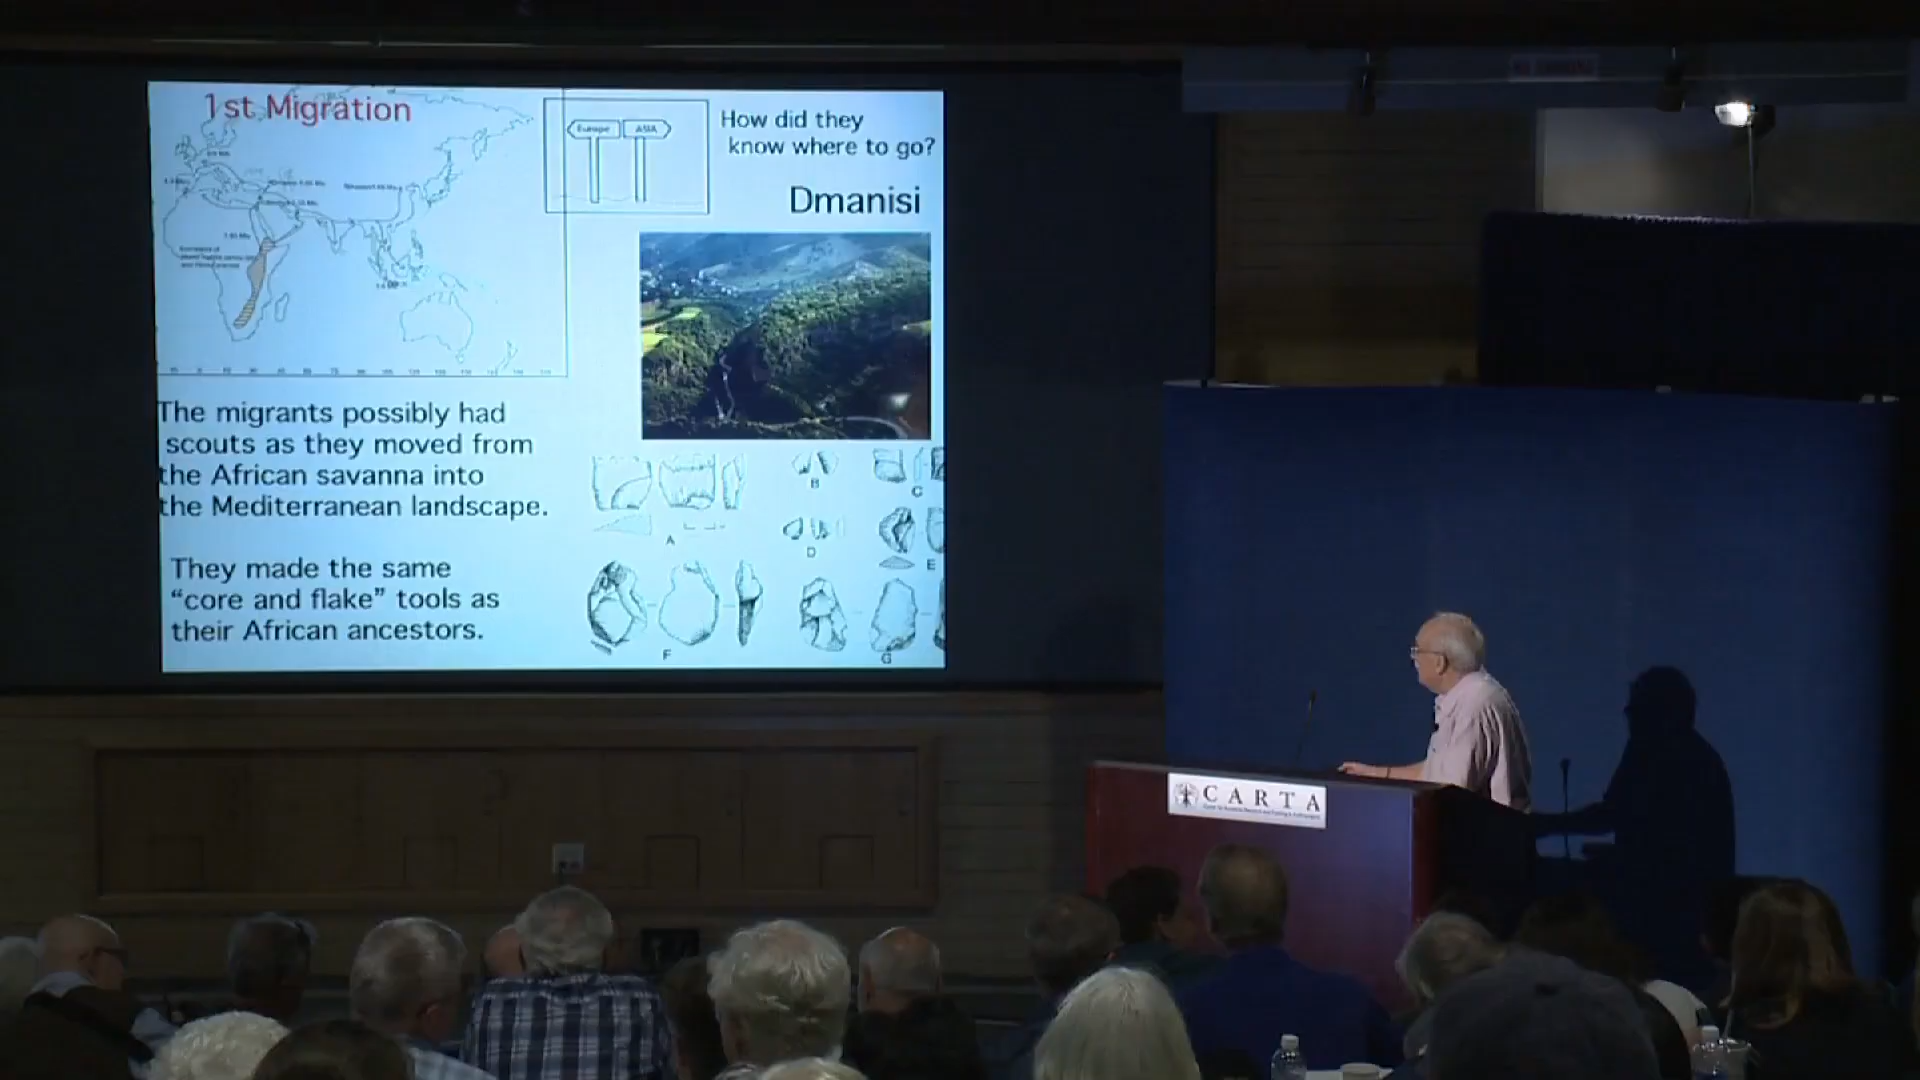 1st Migration
Europe
ASIA
How did they
know where to go?
Dmanisi
The migrants possibly had
scouts as they moved from
the African savanna into
the Mediterranean landscape.
They made the same
“core and flake” tools as
their African ancestors.
A
B
C
D
E
F
G
CARTA